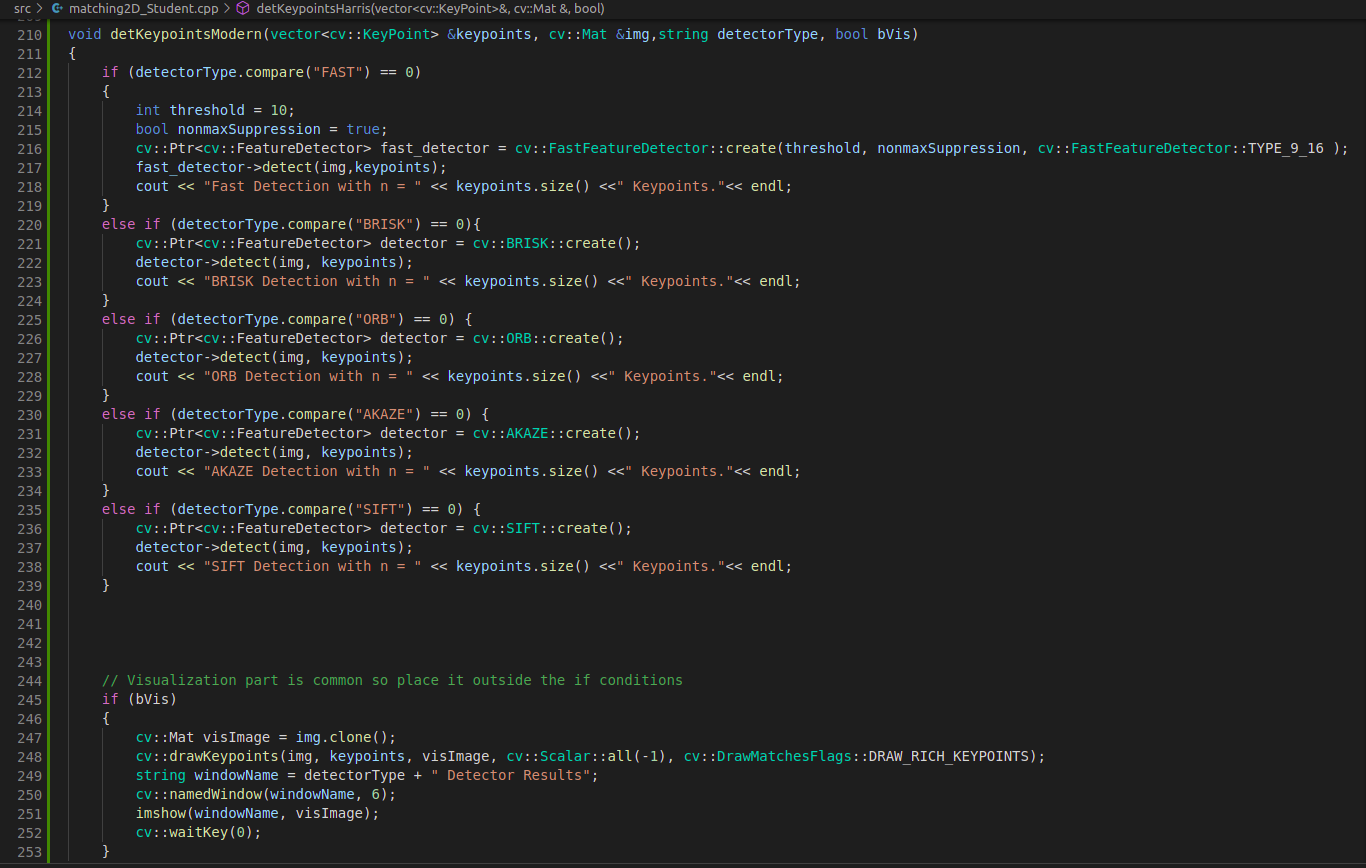 src > matching2D_Student.cpp > detKeypointsHarris(vector<cv::KeyPoint>&, cv::Mat &, bool)
210 void detKeypointsModern(vector<cv::KeyPoint> &keypoints, cv::Mat &img,string detectorType, bool bVis)
211 {
212     if (detectorType.compare("FAST") == 0)
213     {
214         int threshold = 10;
215         bool nonmaxSuppression = true;
216         cv::Ptr<cv::FeatureDetector> fast_detector = cv::FastFeatureDetector::create(threshold, nonmaxSuppression, cv::FastFeatureDetector::TYPE_9_16 );
217         fast_detector->detect(img,keypoints);
218         cout << "Fast Detection with n = " << keypoints.size() <<" Keypoints."<< endl;
219     }
220     else if (detectorType.compare("BRISK") == 0){
221         cv::Ptr<cv::FeatureDetector> detector = cv::BRISK::create();
222         detector->detect(img, keypoints);
223         cout << "BRISK Detection with n = " << keypoints.size() <<" Keypoints."<< endl;
224     }
225     else if (detectorType.compare("ORB") == 0) {
226         cv::Ptr<cv::FeatureDetector> detector = cv::ORB::create();
227         detector->detect(img, keypoints);
228         cout << "ORB Detection with n = " << keypoints.size() <<" Keypoints."<< endl;
229     }
230     else if (detectorType.compare("AKAZE") == 0) {
231         cv::Ptr<cv::FeatureDetector> detector = cv::AKAZE::create();
232         detector->detect(img, keypoints);
233         cout << "AKAZE Detection with n = " << keypoints.size() <<" Keypoints."<< endl;
234     }
235     else if (detectorType.compare("SIFT") == 0) {
236         cv::Ptr<cv::FeatureDetector> detector = cv::SIFT::create();
237         detector->detect(img, keypoints);
238         cout << "SIFT Detection with n = " << keypoints.size() <<" Keypoints."<< endl;
239     }
240
241
242
243
244     // Visualization part is common so place it outside the if conditions
245     if (bVis)
246     {
247         cv::Mat visImage = img.clone();
248         cv::drawKeypoints(img, keypoints, visImage, cv::Scalar::all(-1), cv::DrawMatchesFlags::DRAW_RICH_KEYPOINTS);
249         string windowName = detectorType + " Detector Results";
250         cv::namedWindow(windowName, 6);
251         imshow(windowName, visImage);
252         cv::waitKey(0);
253     }